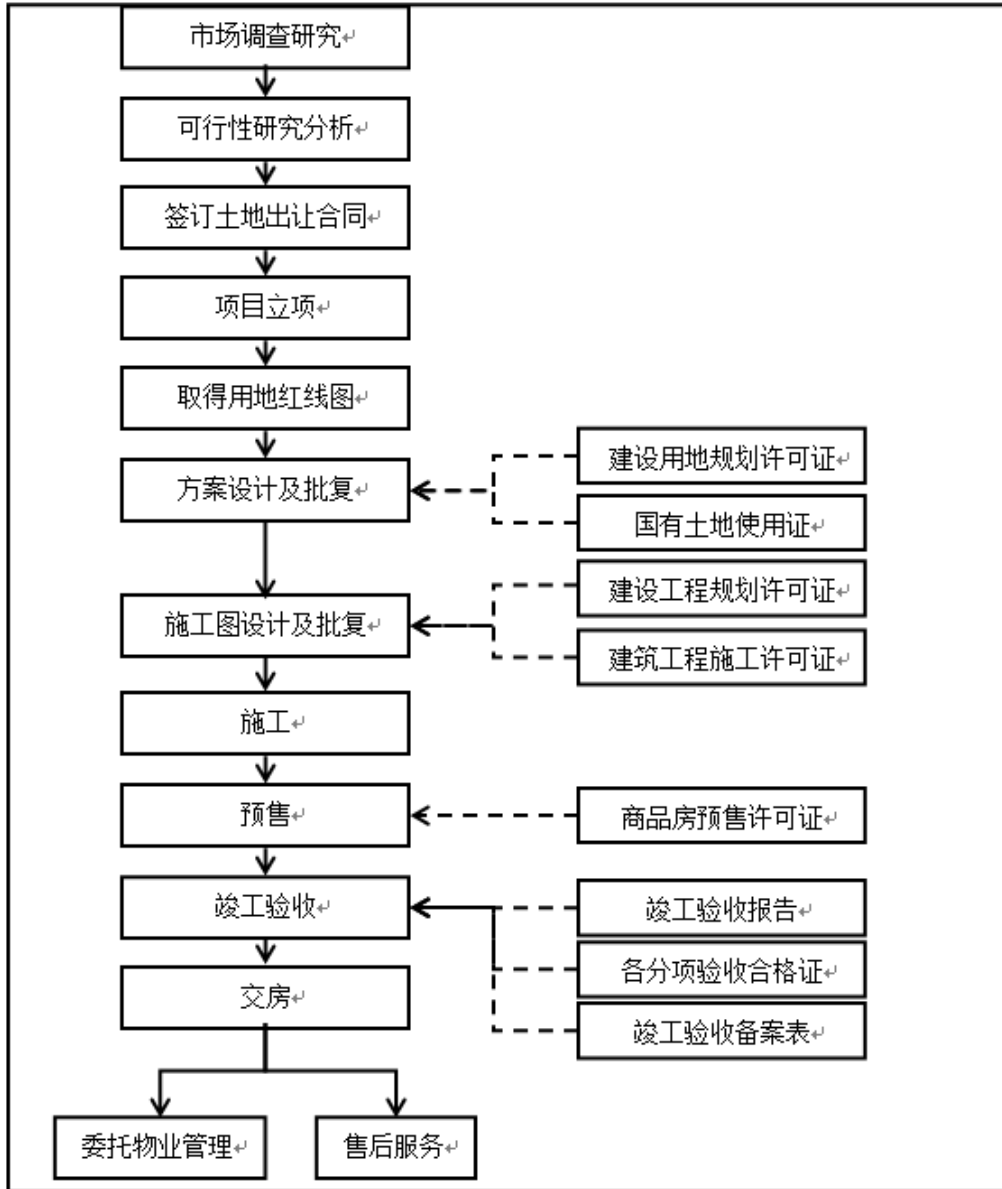 市场调查研究
可行性研究分析
签订土地出让合同
项目立项
取得用地红线图
建设用地规划许可证
方案设计及批复
国有土地使用证
建设工程规划许可证
施工图设计及批复
建筑工程施工许可证
施工
预售
商品房预售许可证
竣工验收
竣工验收报告
各分项验收合格证
交房
竣工验收备案表
委托物业管理
售后服务